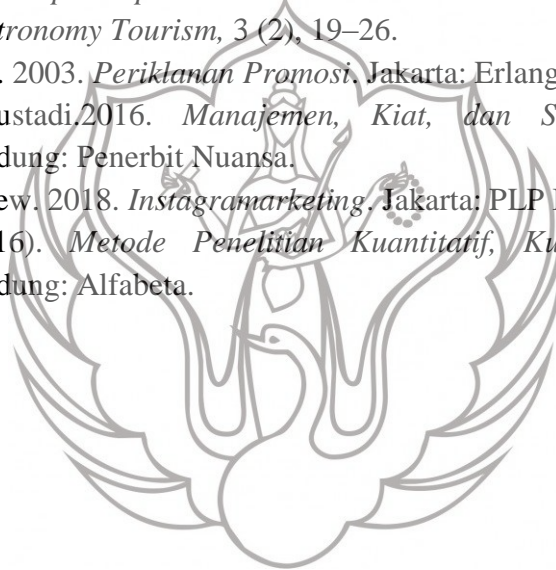 tronomy Tourism, 3 (2), 19–26.
. 2003. Periklanan Promosi. Jakarta: Erlang
ustadi.2016. Manajemen, Kiat, dan S
dung: Penerbit Nuansa.
ew. 2018. Instagramarketing. Jakarta: PLP
16). Metode Penelitian Kuantitatif, Ku
dung: Alfabeta.